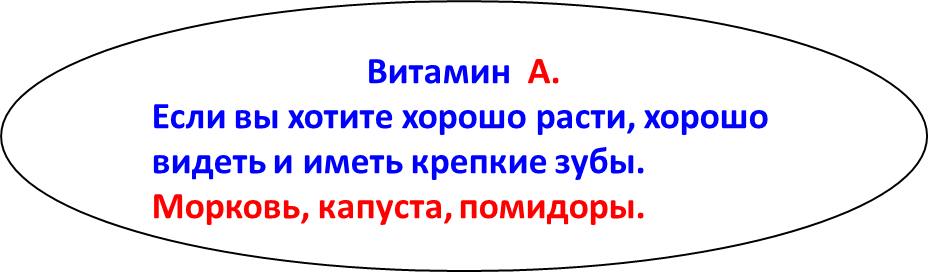 Витамин А.
Если вы хотите хорошо расти, хорошо
видеть и иметь крепкие зубы.
Морковь, капуста, помидоры.